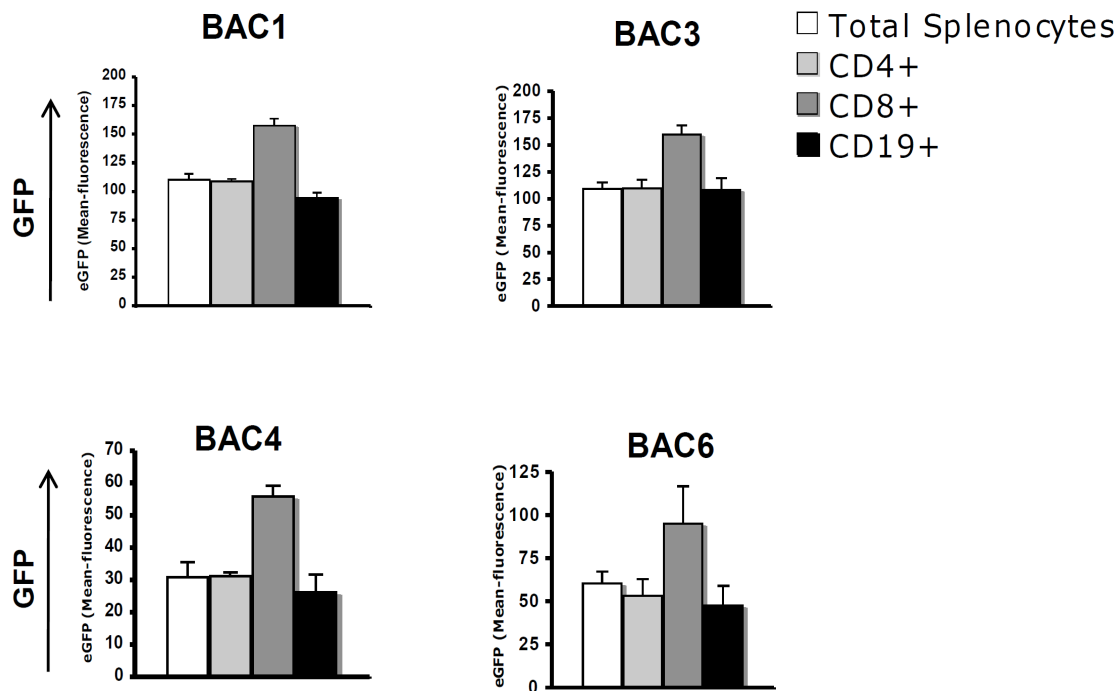 BAC1
GFP
eGFP (Mean-fluorescence)
200
175
150
125
100
75
50
25
0
BAC3
eGFP (Mean-fluorescence)
200
175
150
125
100
75
50
25
0
Total Splenocytes
CD4+
CD8+
CD19+
BAC4
GFP
eGFP (Mean-fluorescence)
70
60
50
40
30
20
10
0
BAC6
eGFP (Mean-fluorescence)
125
100
75
50
25
0